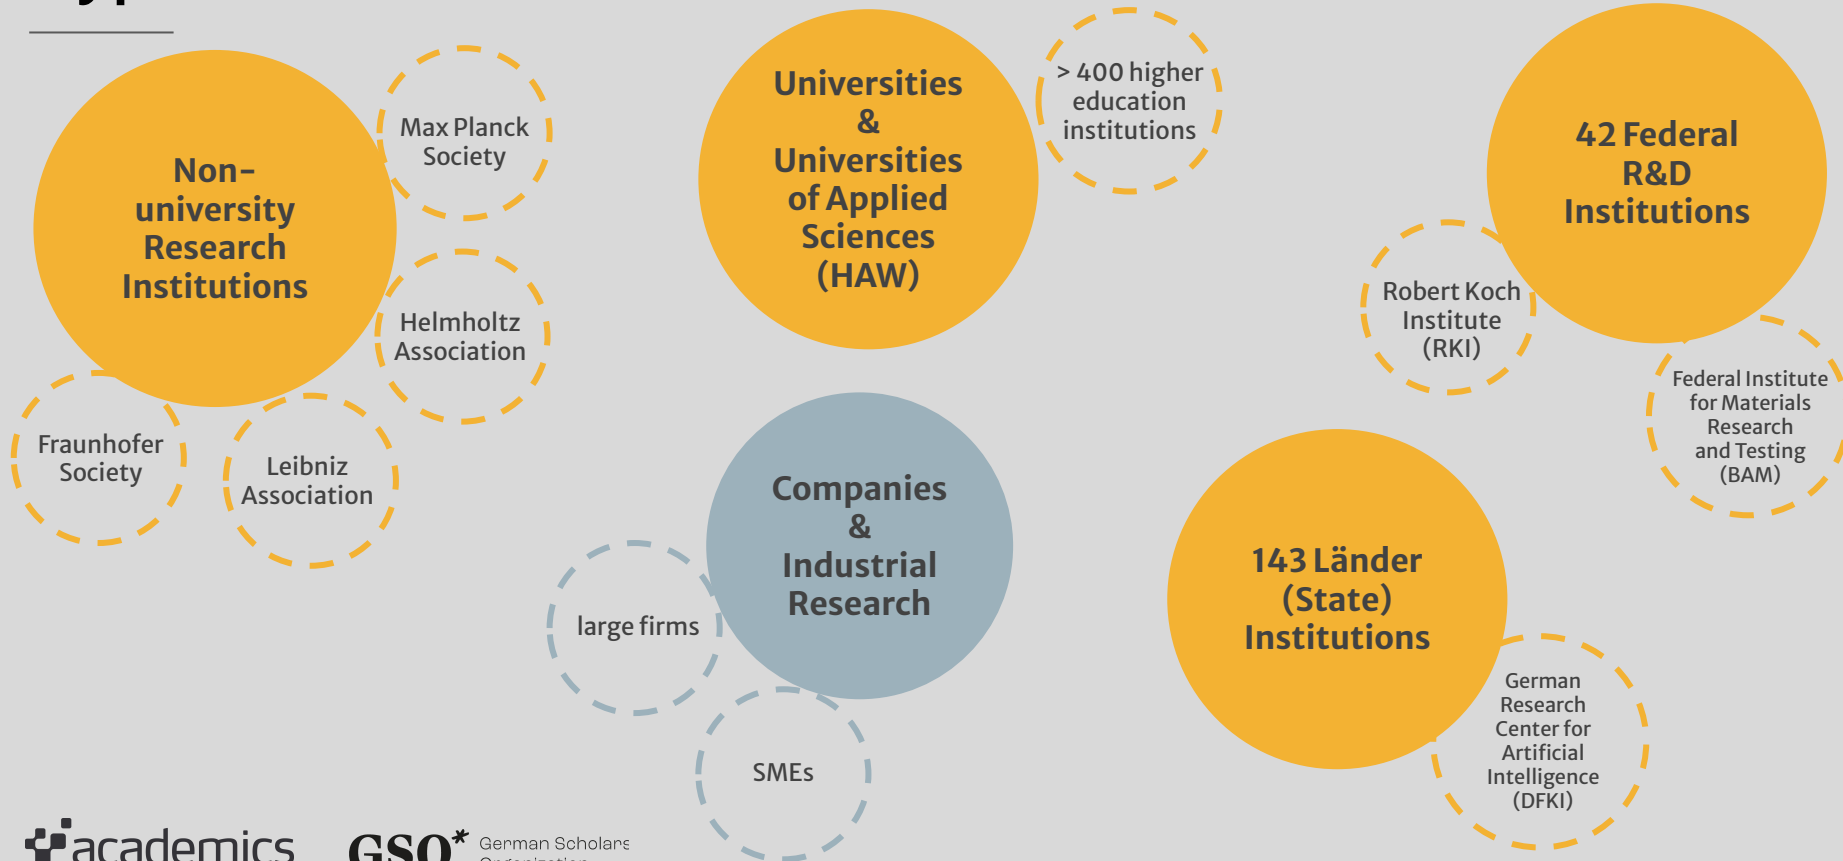 Non-
university
Research
Institutions
Max Planck
Society
Helmholtz
Association
Fraunhofer
Society
Leibniz
Association
Universities
&
Universities
of Applied
Sciences
(HAW)
> 400 higher
education
institutions
Companies
&
Industrial
Research
large firms
SMEs
42 Federal
R&D
Institutions
Robert Koch
Institute
(RKI)
Federal Institute
for Materials
Research
and Testing
(BAM)
143 Länder
(State)
Institutions
German
Research
Center for
Artificial
Intelligence
(DFKI)
academics
GSO*
German Scholars
Organization